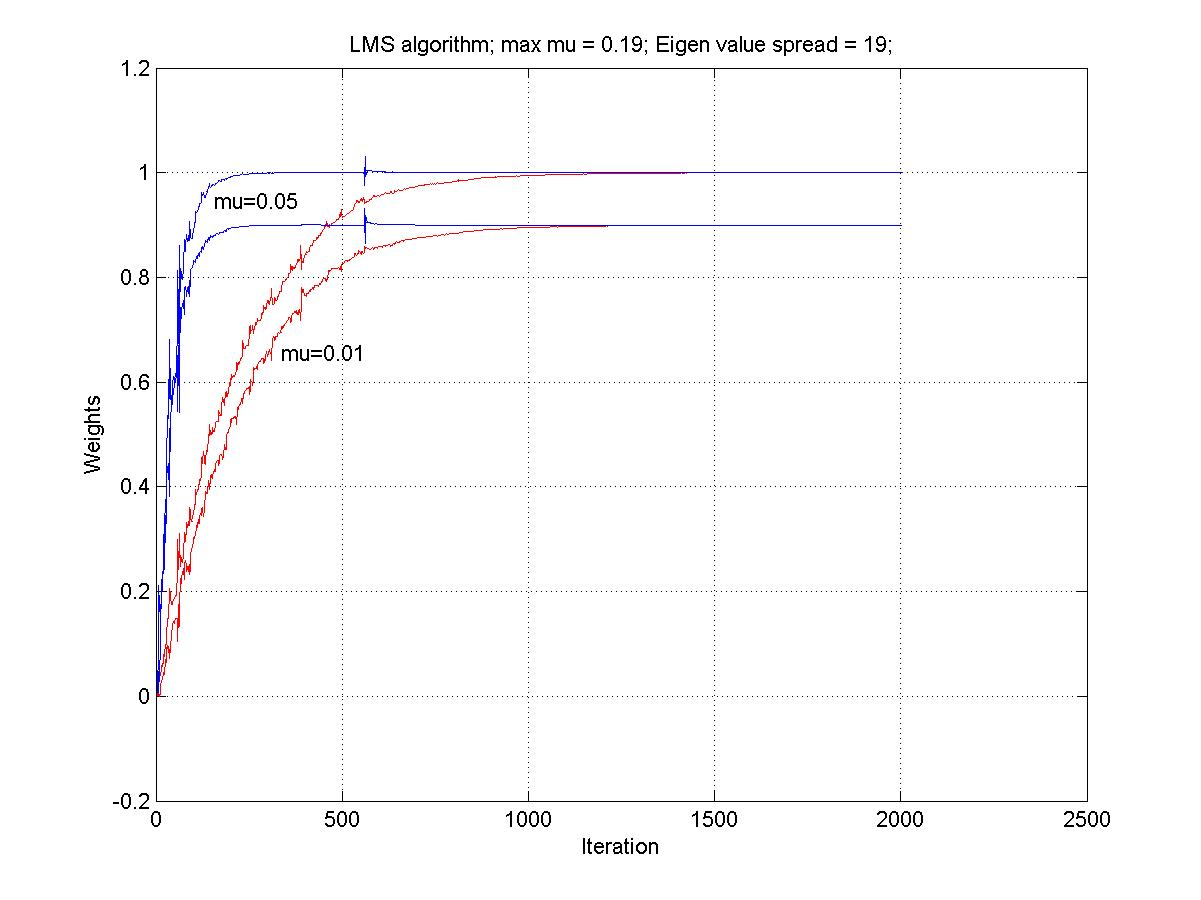 LMS algorithm; max mu = 0.19; Eigen value spread = 19;
1.2
1
0.8
0.6
0.4
0.2
0
-0.2
Weights
mu=0.05
mu=0.01
0 500 1000 1500 2000 2500
Iteration